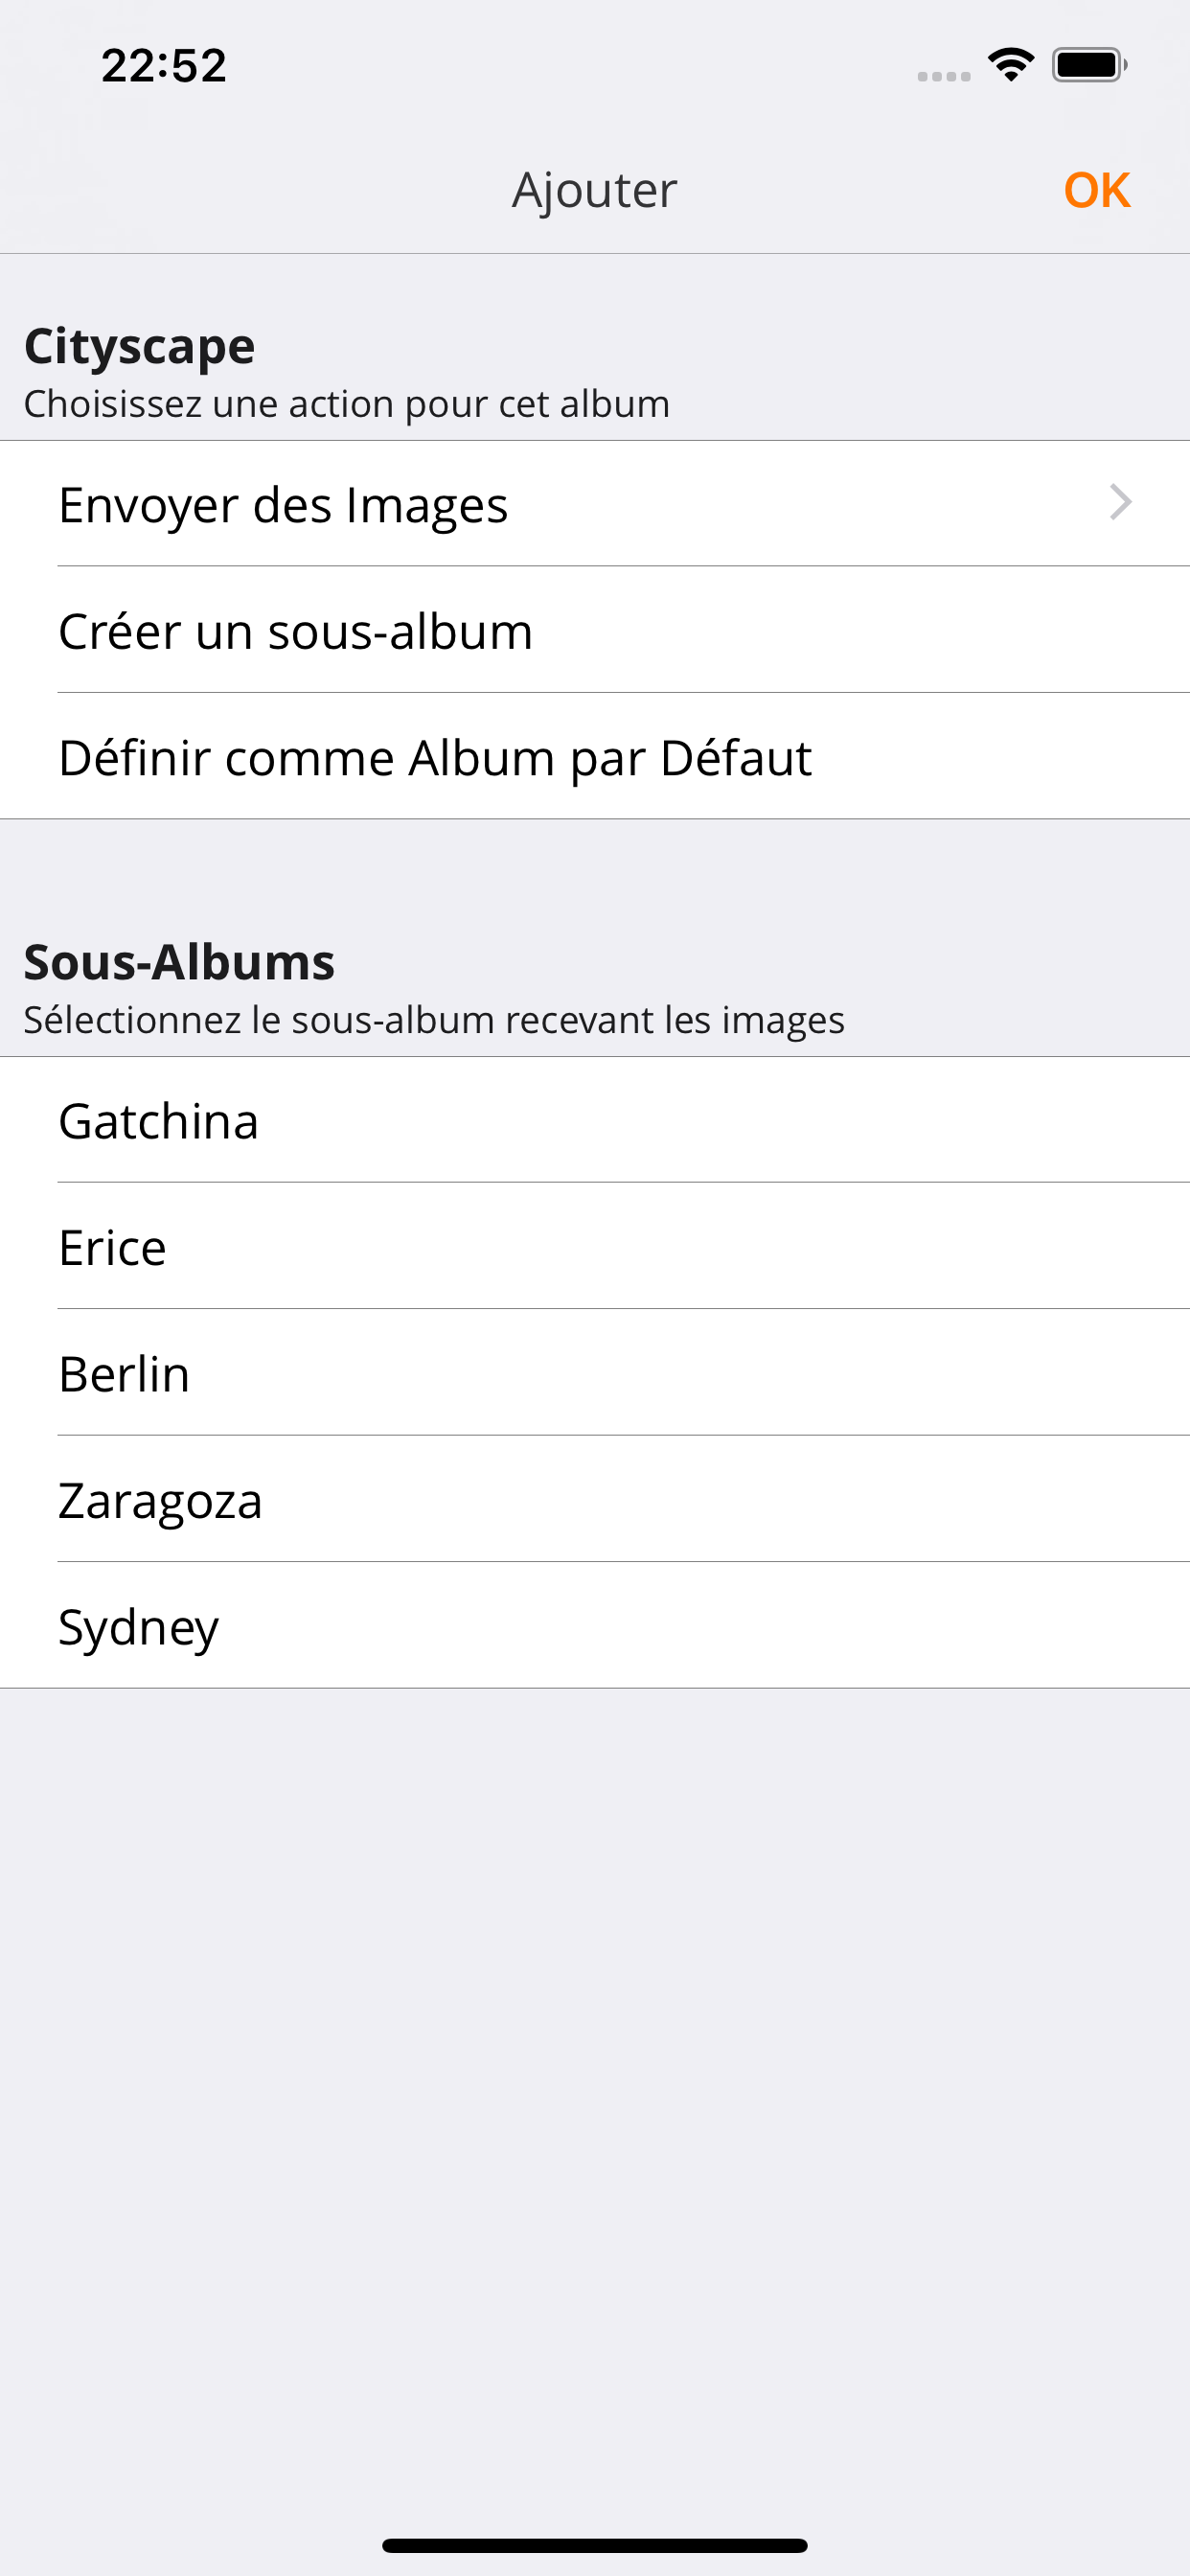 22:52
Ajouter
OK
Cityscape
Choisissez une action pour cet album
Envoyer des Images
Créer un sous-album
Définir comme Album par Défaut
Sous-Albums
Sélectionnez le sous-album recevant les images
Gatchina
Erice
Berlin
Zaragoza
Sydney